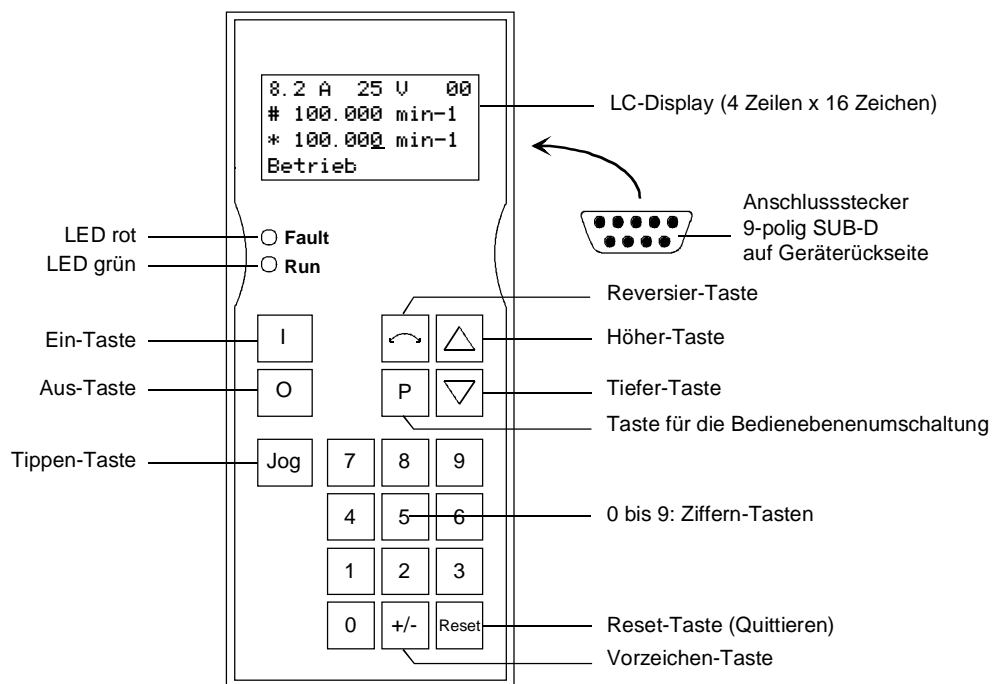 8.2 A 25 V 00
# 100.000 min-1
* 100.000 min-1
Betrieb
LC-Display (4 Zeilen x 16 Zeichen)
Anschlussstecker
9-polig SUB-D
auf Geräterückseite
LED rot
Fault
LED grün
Run
Reversier-Taste
Ein-Taste
I
Höher-Taste
Aus-Taste
O
P
Tiefer-Taste
Taste für die Bedienebenenumschaltung
Tippen-Taste
Jog
7 8 9
4 5 6
0 bis 9: Ziffern-Tasten
1 2 3
0 +/- Reset
Reset-Taste (Quittieren)
Vorzeichen-Taste